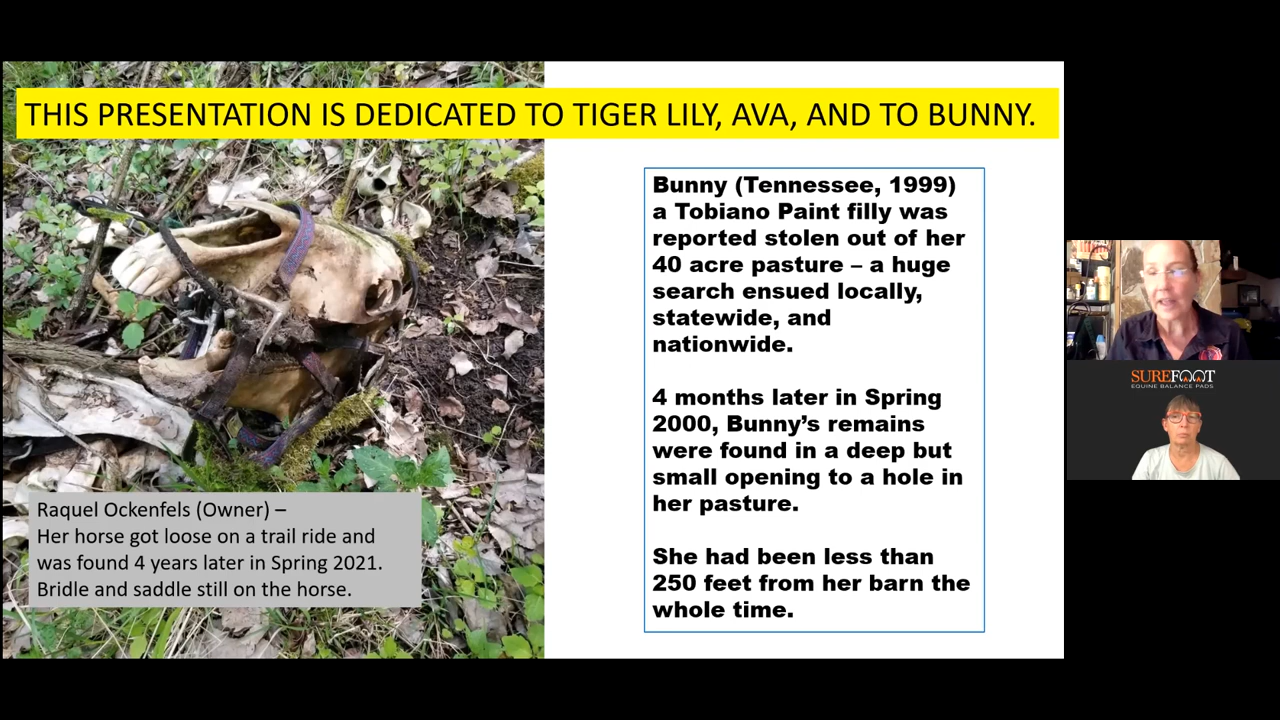 THIS PRESENTATION IS DEDICATED TO TIGER LILY, AVA, AND TO BUNNY.
Bunny (Tennessee, 1999)
a Tobiano Paint filly was
reported stolen out of her
40 acre pasture – a huge
search ensued locally,
statewide, and
nationwide.
4 months later in Spring
2000, Bunny’s remains
were found in a deep but
small opening to a hole in
her pasture.
She had been less than
250 feet from her barn the
whole time.
Raquel Ockenfels (Owner) –
Her horse got loose on a trail ride and
was found 4 years later in Spring 2021.
Bridle and saddle still on the horse.
SUREFOOT
EQUINE BALANCE PADS